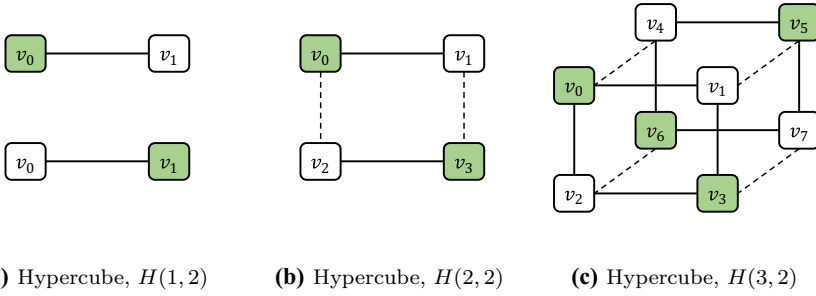 v₀ v₁
v₀ v₁
v₀ v₁
v₂ v₃
v₄ v₅
v₀ v₁
v₆ v₇
v₂ v₃
) Hypercube, H(1, 2)
(b) Hypercube, H(2, 2)
(c) Hypercube, H(3, 2)